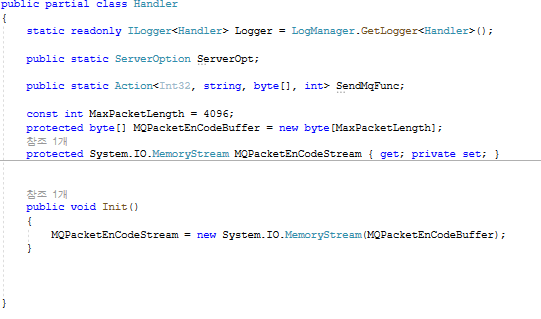 public partial class Handler
{
static readonly ILogger<Handler> Logger = LogManager.GetLogger<Handler>();
public static ServerOption ServerOpt;
public static Action<Int32, string, byte[], int> SendMqFunc;
const int MaxPacketLength = 4096;
protected byte[] MQPacketEnCodeBuffer = new byte[MaxPacketLength];
참조 1개
protected System.IO.MemoryStream MQPacketEnCodeStream { get; private set; }
참조 1개
public void Init()
{
MQPacketEnCodeStream = new System.IO.MemoryStream(MQPacketEnCodeBuffer);
}
}